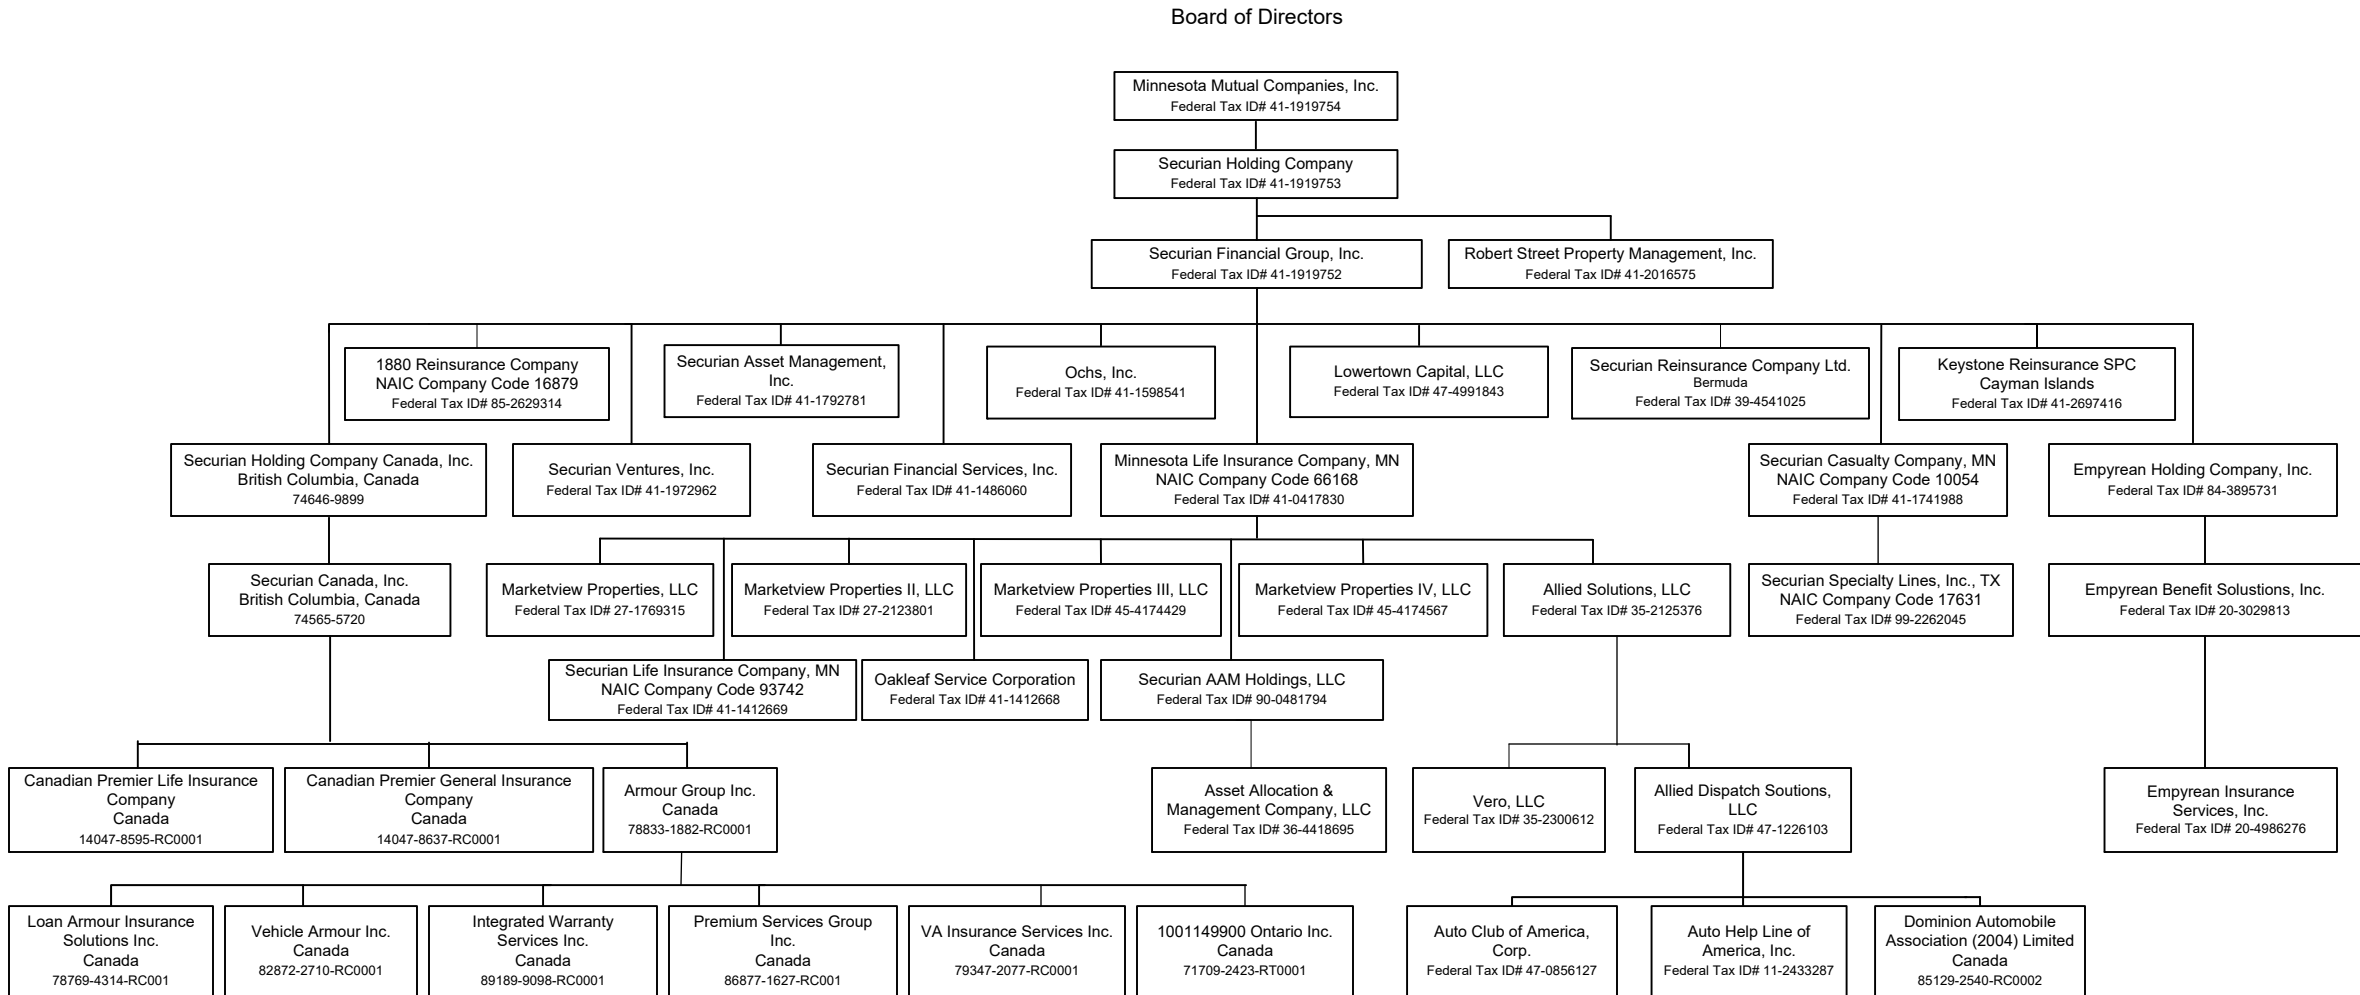 Board of Directors
Minnesota Mutual Companies, Inc.
Federal Tax ID# 41-1919754
Securian Holding Company
Federal Tax ID# 41-1919753
Securian Financial Group, Inc.
Federal Tax ID# 41-1919752
Robert Street Property Management, Inc.
Federal Tax ID# 41-2016575
1880 Reinsurance Company
NAIC Company Code 16879
Federal Tax ID# 85-2629314
Securian Asset Management,
Inc.
Federal Tax ID# 41-1792781
Ochs, Inc.
Federal Tax ID# 41-1598541
Lowertown Capital, LLC
Federal Tax ID# 47-4991843
Securian Reinsurance Company Ltd.
Bermuda
Federal Tax ID# 39-4541025
Keystone Reinsurance SPC
Cayman Islands
Federal Tax ID# 41-2697416
Securian Holding Company Canada, Inc.
British Columbia, Canada
74646-9899
Securian Ventures, Inc.
Federal Tax ID# 41-1972962
Securian Financial Services, Inc.
Federal Tax ID# 41-1486060
Minnesota Life Insurance Company, MN
NAIC Company Code 66168
Federal Tax ID# 41-0417830
Securian Casualty Company, MN
NAIC Company Code 10054
Federal Tax ID# 41-1741988
Empyrean Holding Company, Inc.
Federal Tax ID# 84-3895731
Securian Canada, Inc.
British Columbia, Canada
74565-5720
Marketview Properties, LLC
Federal Tax ID# 27-1769315
Marketview Properties II, LLC
Federal Tax ID# 27-2123801
Marketview Properties III, LLC
Federal Tax ID# 45-4174429
Marketview Properties IV, LLC
Federal Tax ID# 45-4174567
Allied Solutions, LLC
Federal Tax ID# 35-2125376
Securian Specialty Lines, Inc., TX
NAIC Company Code 17631
Federal Tax ID# 99-2262045
Empyrean Benefit Solustions, Inc.
Federal Tax ID# 20-3029813
Securian Life Insurance Company, MN
NAIC Company Code 93742
Federal Tax ID# 41-1412669
Oakleaf Service Corporation
Federal Tax ID# 41-1412668
Securian AAM Holdings, LLC
Federal Tax ID# 90-0481794
Canadian Premier Life Insurance
Company
Canada
14047-8595-RC0001
Canadian Premier General Insurance
Company
Canada
14047-8637-RC0001
Armour Group Inc.
Canada
78833-1882-RC0001
Asset Allocation &
Management Company, LLC
Federal Tax ID# 36-4418695
Vero, LLC
Federal Tax ID# 35-2300612
Allied Dispatch Soutions,
LLC
Federal Tax ID# 47-1226103
Empyrean Insurance
Services, Inc.
Federal Tax ID# 20-4986276
Loan Armour Insurance
Solutions Inc.
Canada
78769-4314-RC001
Vehicle Armour Inc.
Canada
82872-2710-RC0001
Integrated Warranty
Services Inc.
Canada
89189-9098-RC0001
Premium Services Group
Inc.
Canada
86877-1627-RC001
VA Insurance Services Inc.
Canada
79347-2077-RC0001
1001149900 Ontario Inc.
Canada
71709-2423-RT0001
Auto Club of America,
Corp.
Federal Tax ID# 47-0856127
Auto Help Line of
America, Inc.
Federal Tax ID# 11-2433287
Dominion Automobile
Association (2004) Limited
Canada
85129-2540-RC0002